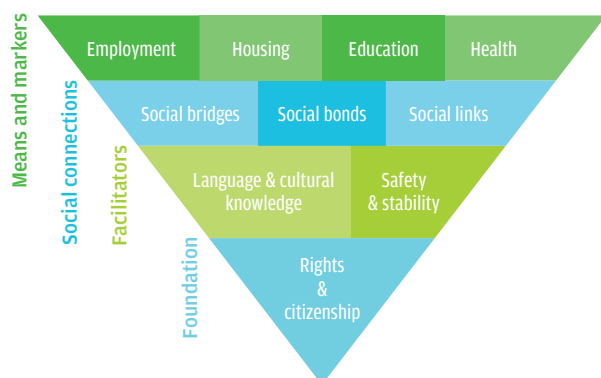 Means and markers
Employment
Housing
Education
Health
Social connections
Social bridges
Social bonds
Social links
Facilitators
Language & cultural
knowledge
Safety
& stability
Foundation
Rights
&
citizenship